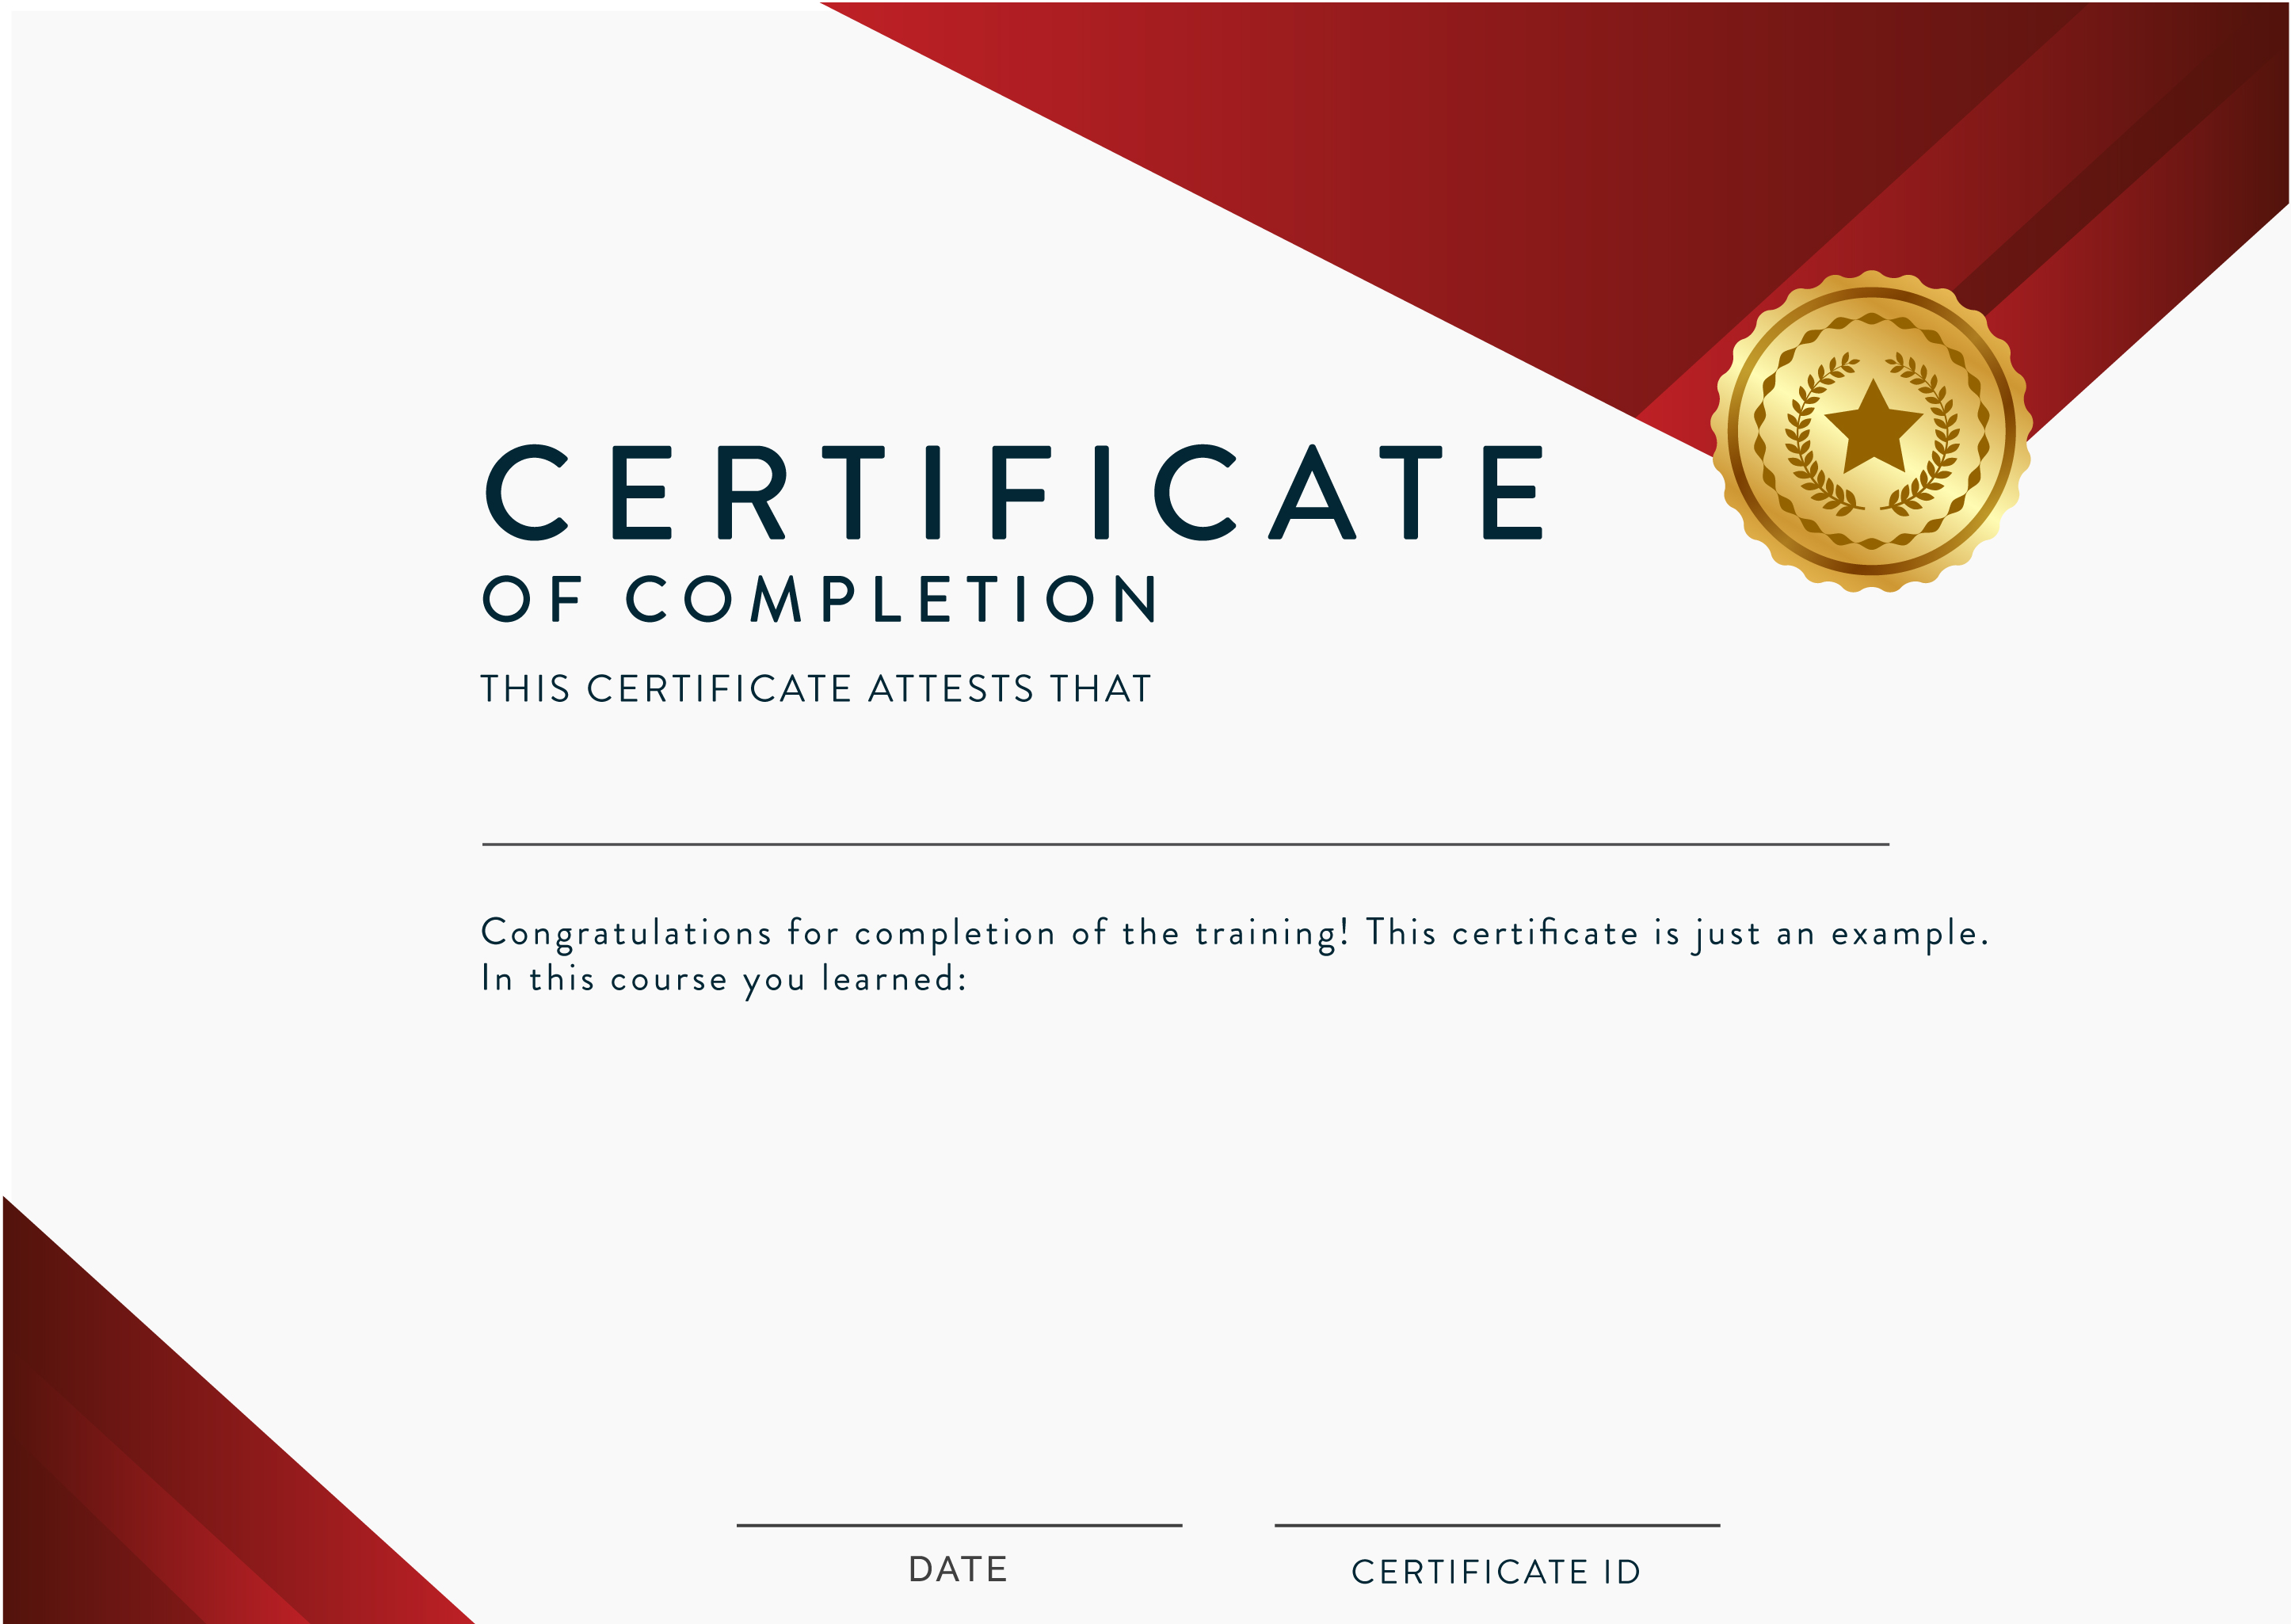 CERTIFICATE
OF COMPLETION
THIS CERTIFICATE ATTESTS THAT
Congratulations for completion of the training! This certificate is just an example.
In this course you learned:
DATE
CERTIFICATE ID